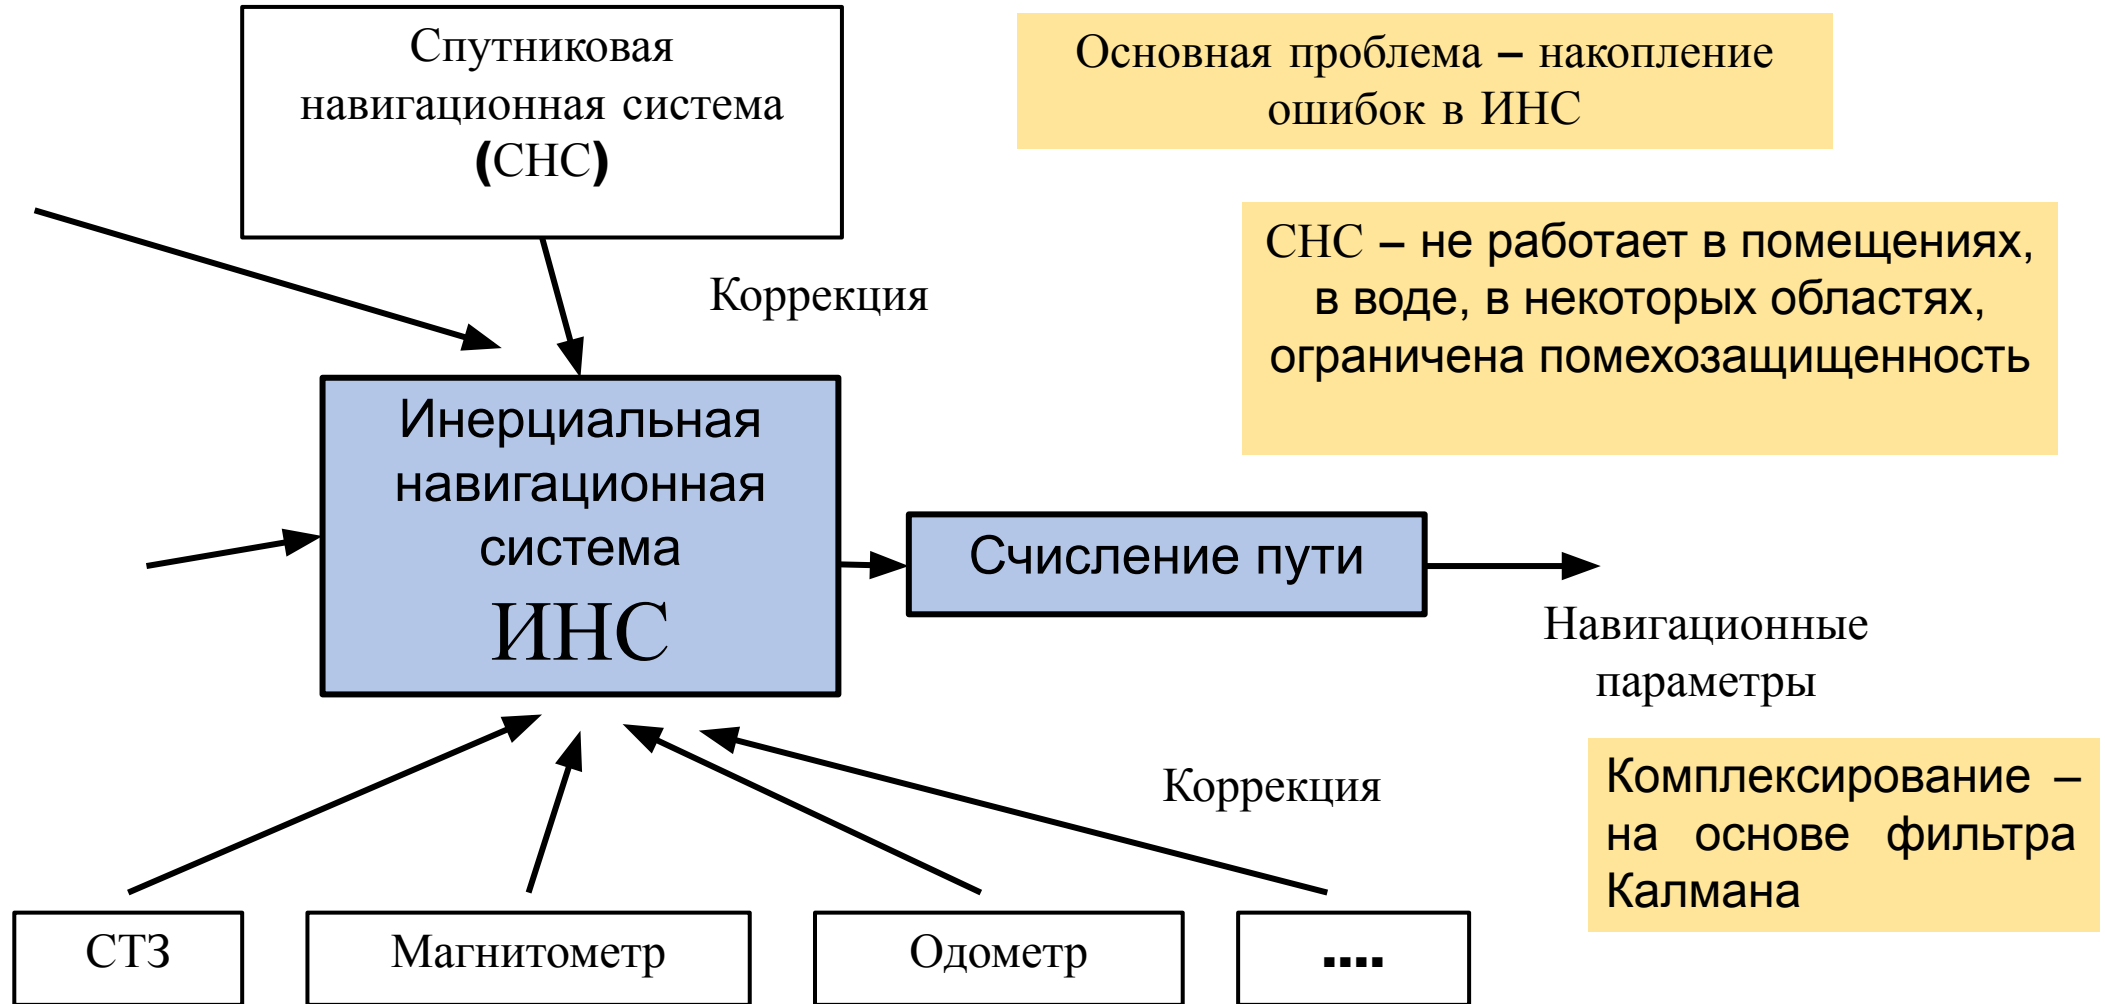 Спутниковая
навигационная система
(СНС)
Основная проблема – накопление
ошибок в ИНС
СНС – не работает в помещениях,
в воде, в некоторых областях,
ограничена помехозащищенность
Коррекция
Инерциальная
навигационная
система
ИНС
Счисление пути
Навигационные
параметры
Коррекция
Комплексирование –
на основе фильтра
Калмана
СТЗ
Магнитометр
Одометр
....